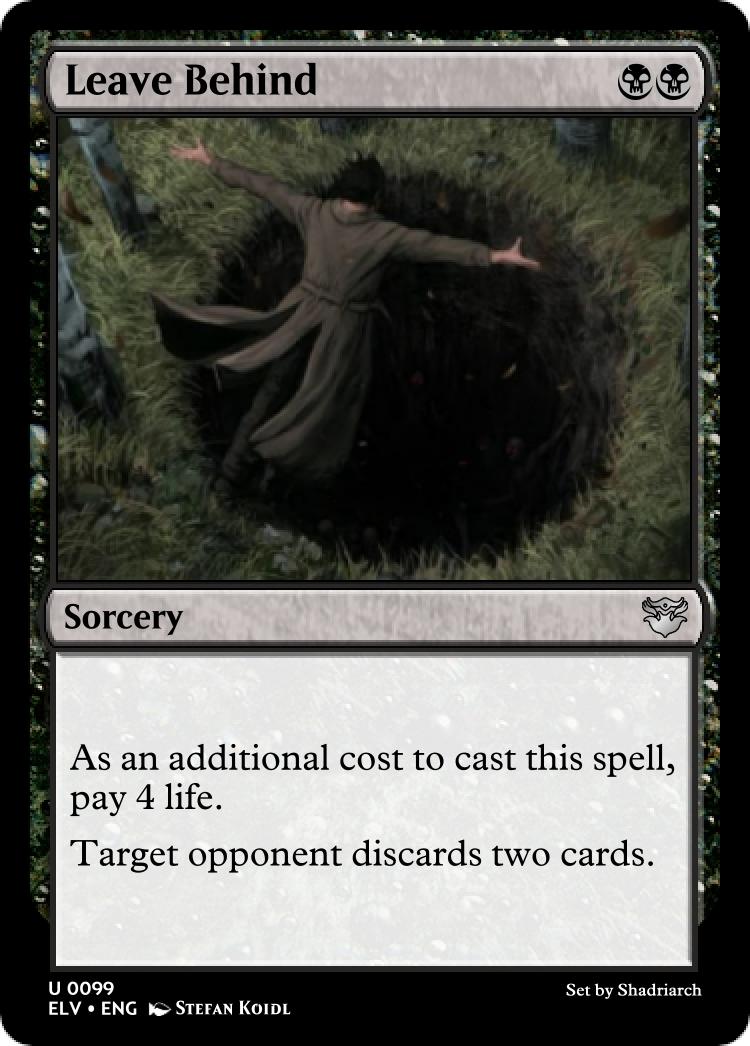 Leave Behind
Sorcery
As an additional cost to cast this spell,
pay 4 life.
Target opponent discards two cards.
U 0099
Set by Shadriarch
ELV • ENG STEFAN KOIDL